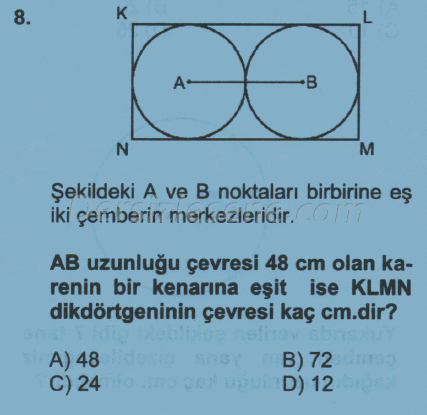 8.
K
L
A
B
N
M
Şekildeki A ve B noktaları birbirine eş
iki çemberin merkezleridir.
AB uzunluğu çevresi 48 cm olan ka-
renin bir kenarına eşit ise KLMN
dikdörtgeninin çevresi kaç cm.dir?
A) 48
B) 72
C) 24
D) 12